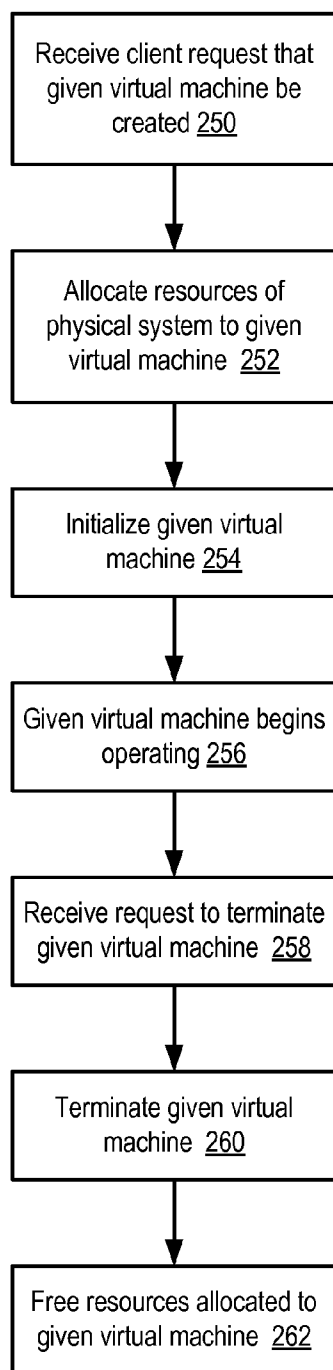 Receive client request that
given virtual machine be
created 250
Allocate resources of
physical system to given
virtual machine 252
Initialize given virtual
machine 254
Given virtual machine begins
operating 256
Receive request to terminate
given virtual machine 258
Terminate given virtual
machine 260
Free resources allocated to
given virtual machine 262